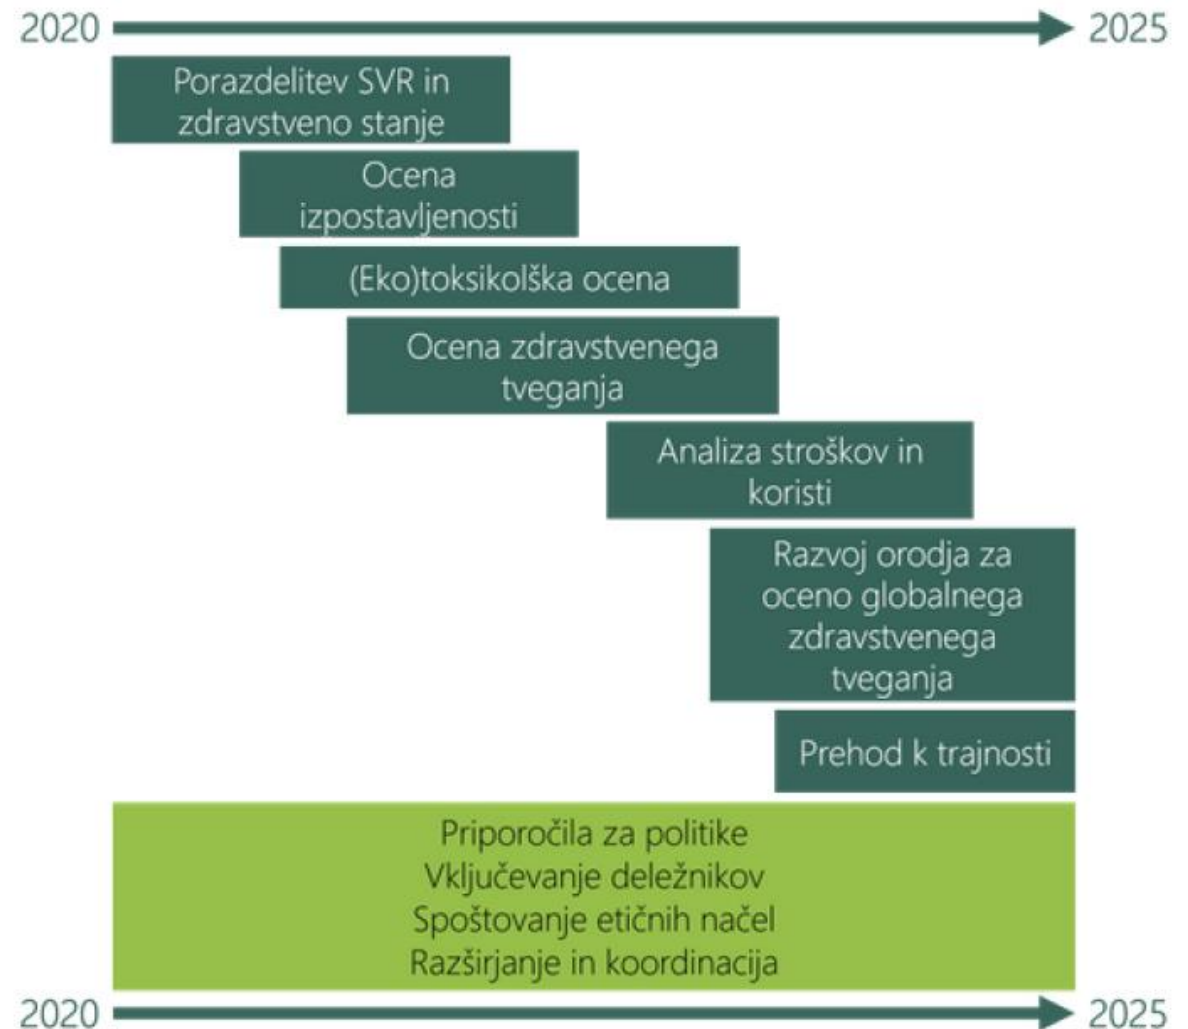 2020 2025
Porazdelitev SVR in
zdravstveno stanje
Ocena
izpostavljenosti
(Eko)toksikolška ocena
Ocena zdravstvenega
tveganja
Analiza stroškov in
koristi
Razvoj orodja za
oceno globalnega
zdravstvenega
tveganja
Prehod k trajnosti
Priporočila za politike
Vključevanje deležnikov
Spoštovanje etičnih načel
Razširjanje in koordinacija
2020 2025